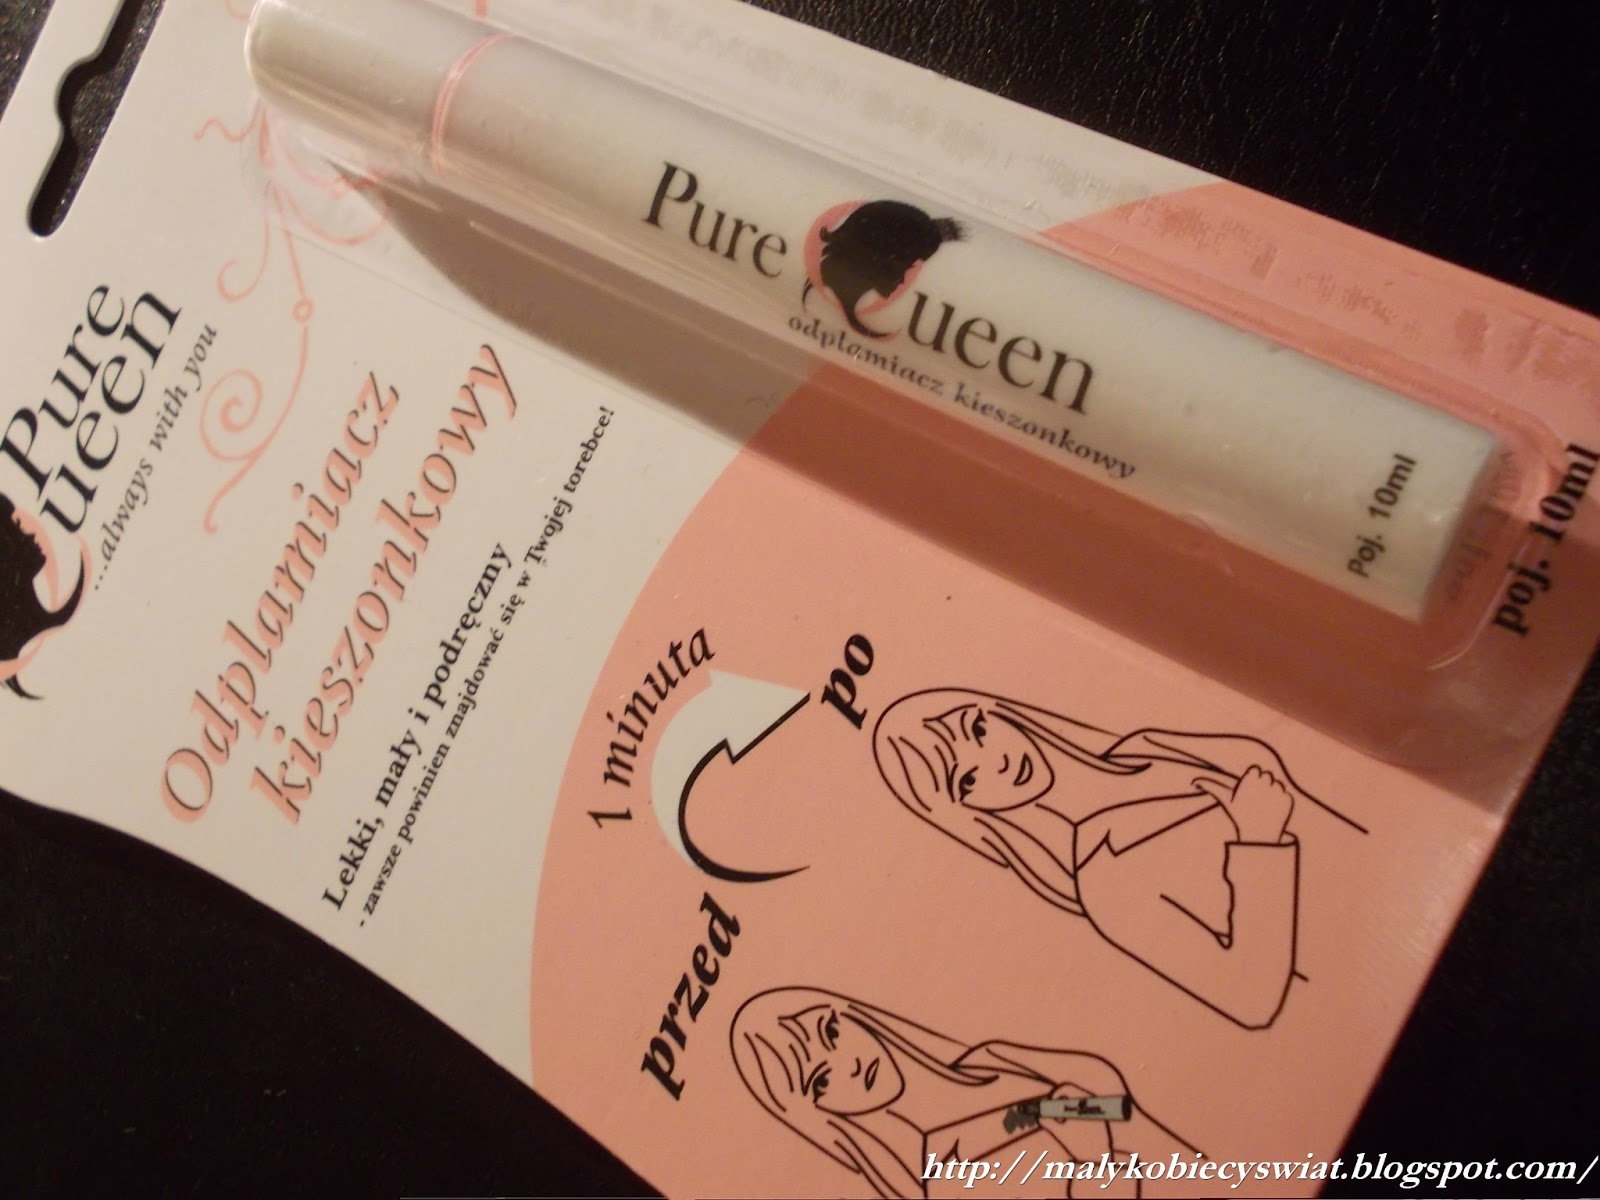 Pure
Queen
...always with you
Odplamiacz
kieszonkowy
Lekki, mały i podręczny
- zawsze powinien znajdować się w Twojej torebce!
Pure Queen
odplamiacz kieszonkowy
Poj. 10ml
poj. 10ml
1 minuta
przed
po
http://malykobiecyswiat.blogspot.com/